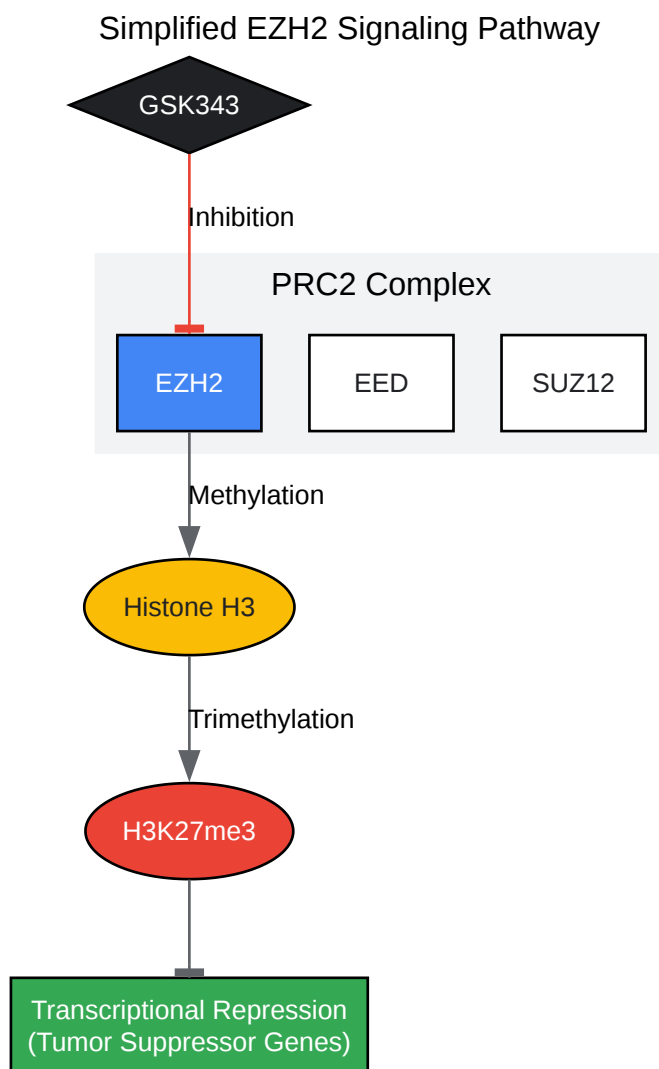 Simplified EZH2 Signaling Pathway
GSK343
Inhibition
PRC2 Complex
EZH2
EED
SUZ12
Methylation
Histone H3
Trimethylation
H3K27me3
Transcriptional Repression
(Tumor Suppressor Genes)